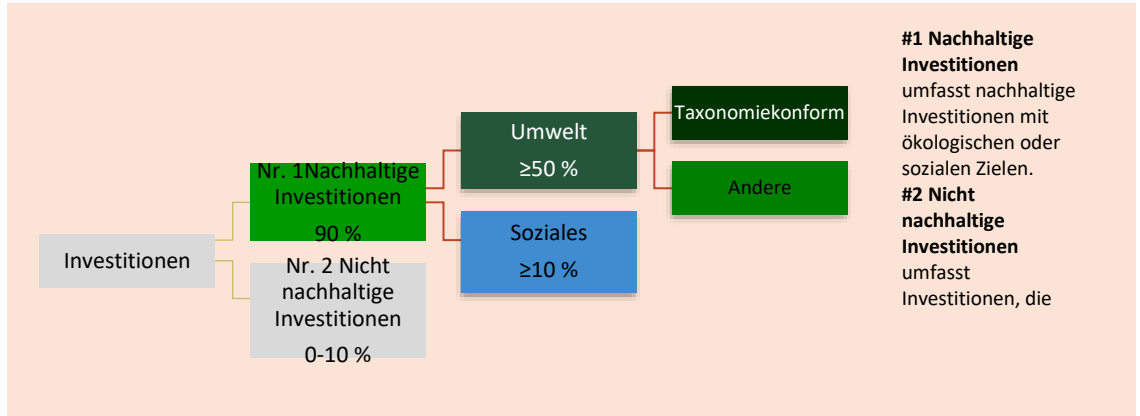 Investitionen
Nr. 1Nachhaltige
Investitionen
90 %
Nr. 2 Nicht
nachhaltige
Investitionen
0-10 %
Umwelt
≥50 %
Soziales
≥10 %
Taxonomiekonform
Andere
#1 Nachhaltige
Investitionen
umfasst nachhaltige
Investitionen mit
ökologischen oder
sozialen Zielen.
#2 Nicht
nachhaltige
Investitionen
umfasst
Investitionen, die